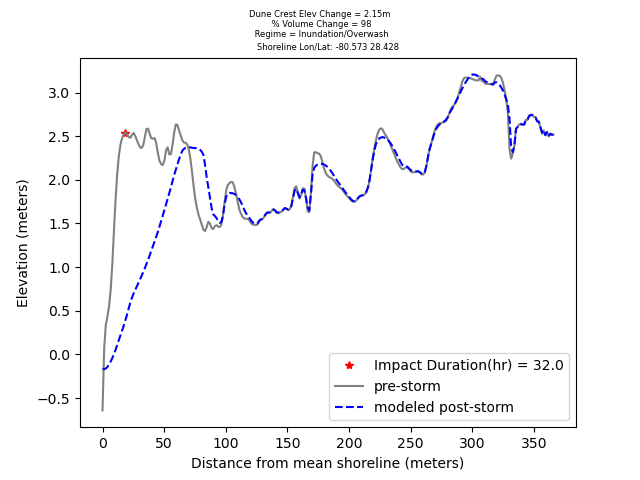 Dune Crest Elev Change = 2.15m
% Volume Change = 98
Regime = Inundation/Overwash
Shoreline Lon/Lat: -80.573 28.428
3.0
2.5
2.0
1.5
1.0
0.5
0.0
−0.5
Elevation (meters)
Impact Duration(hr) = 32.0
pre-storm
modeled post-storm
0 50 100 150 200 250 300 350
Distance from mean shoreline (meters)